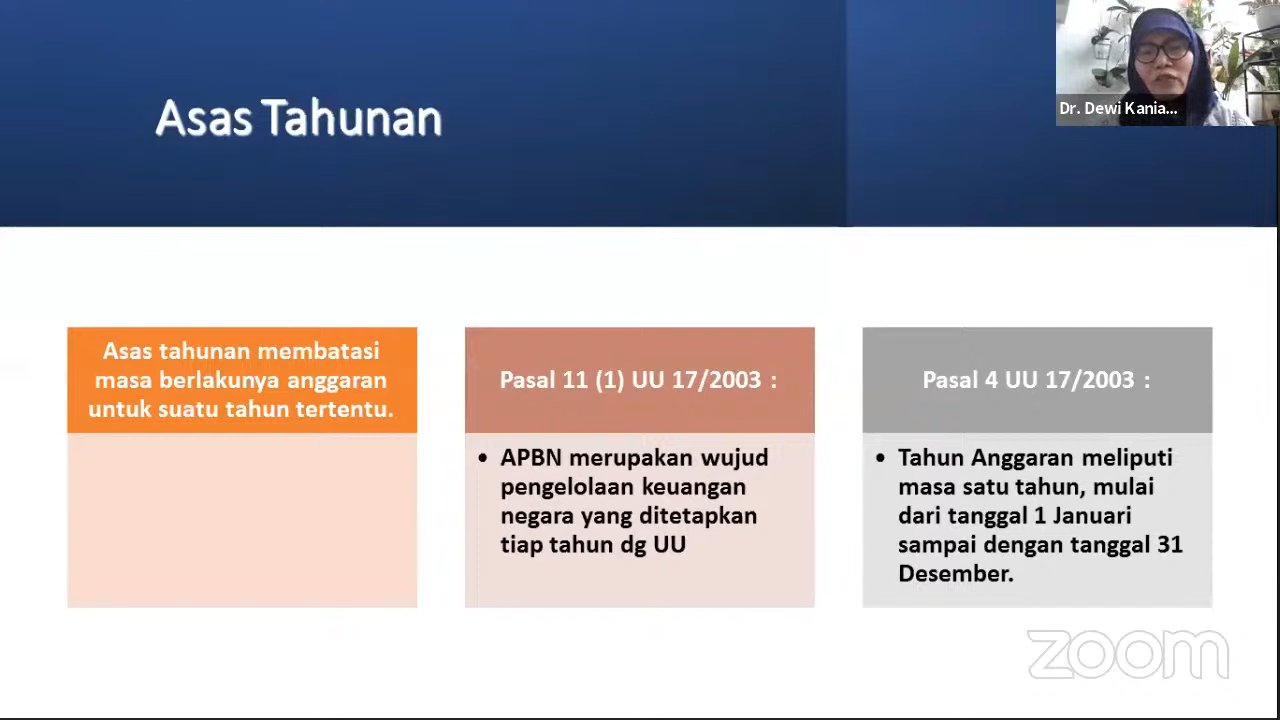 Asas Tahunan
Dr. Dewi Kania...
Asas tahunan membatasi
masa berlakunya anggaran
untuk suatu tahun tertentu.
Pasal 11 (1) UU 17/2003 :
• APBN merupakan wujud
pengelolaan keuangan
negara yang ditetapkan
tiap tahun dg UU
Pasal 4 UU 17/2003 :
• Tahun Anggaran meliputi
masa satu tahun, mulai
dari tanggal 1 Januari
sampai dengan tanggal 31
Desember.
zoom